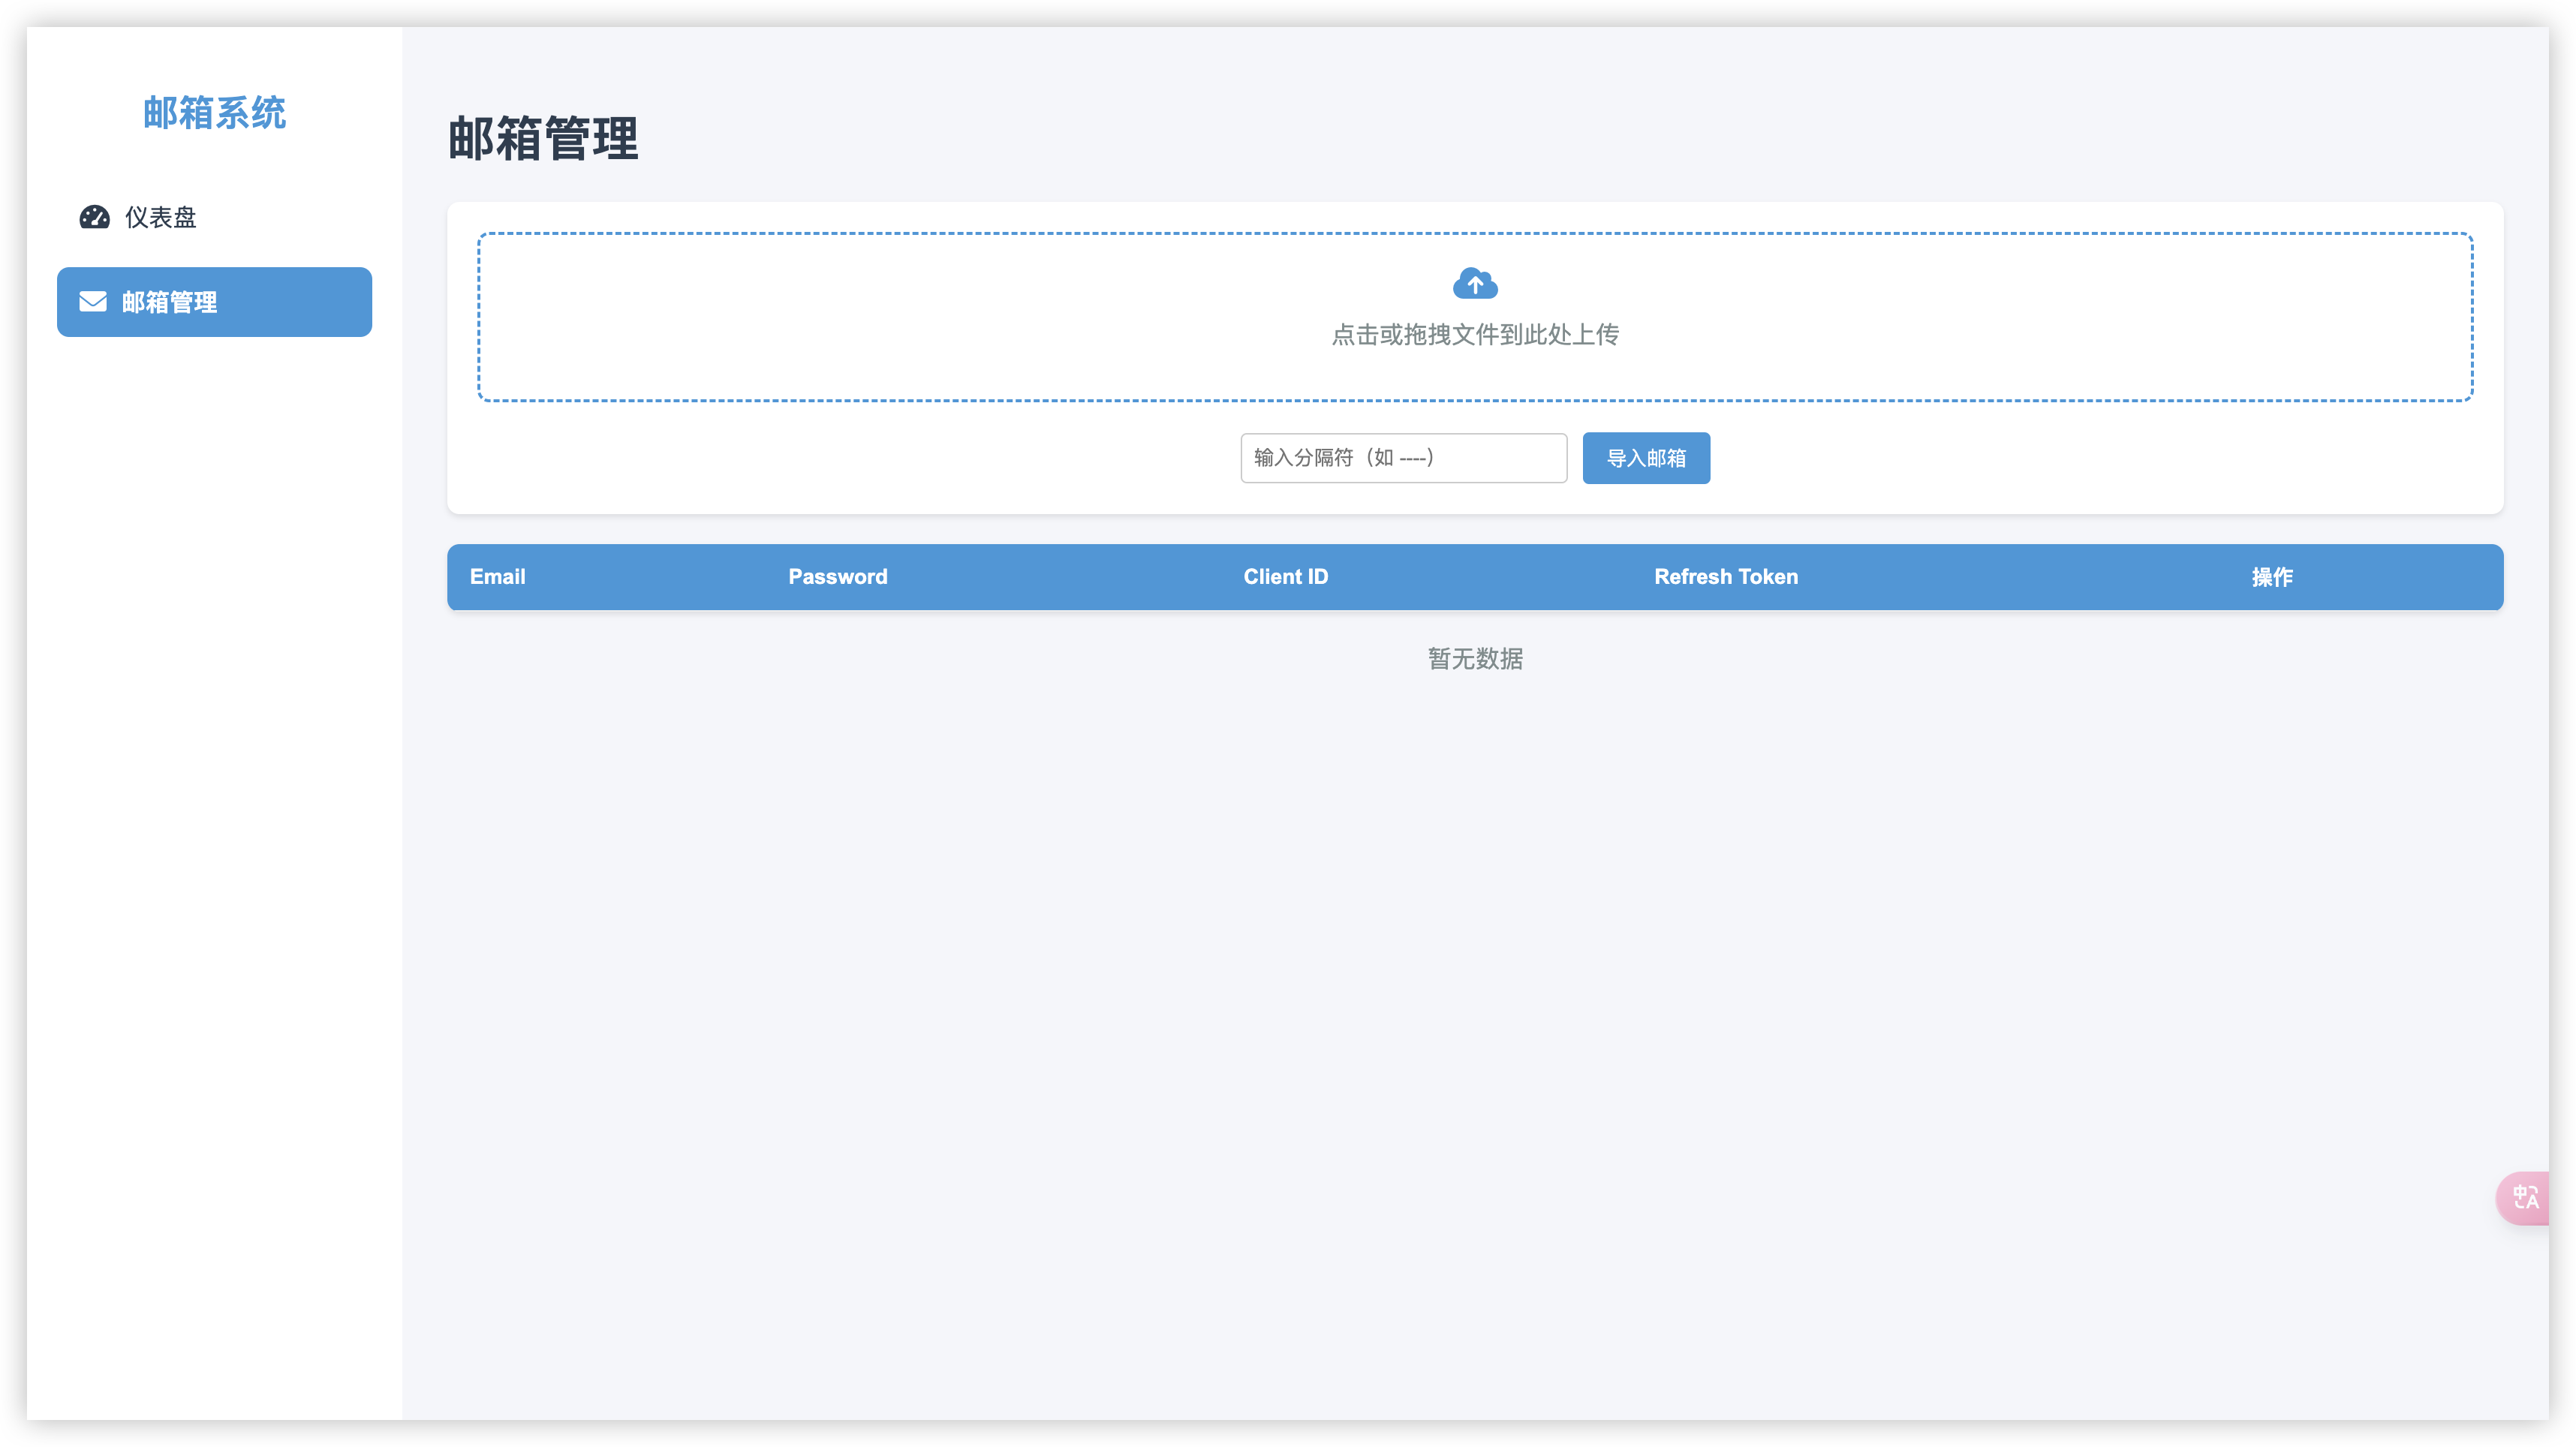 邮箱系统
仪表盘
邮箱管理
邮箱管理
点击或拖拽文件到此处上传
输入分隔符（如 ----）
导入邮箱
Email Password Client ID Refresh Token 操作
暂无数据
中A